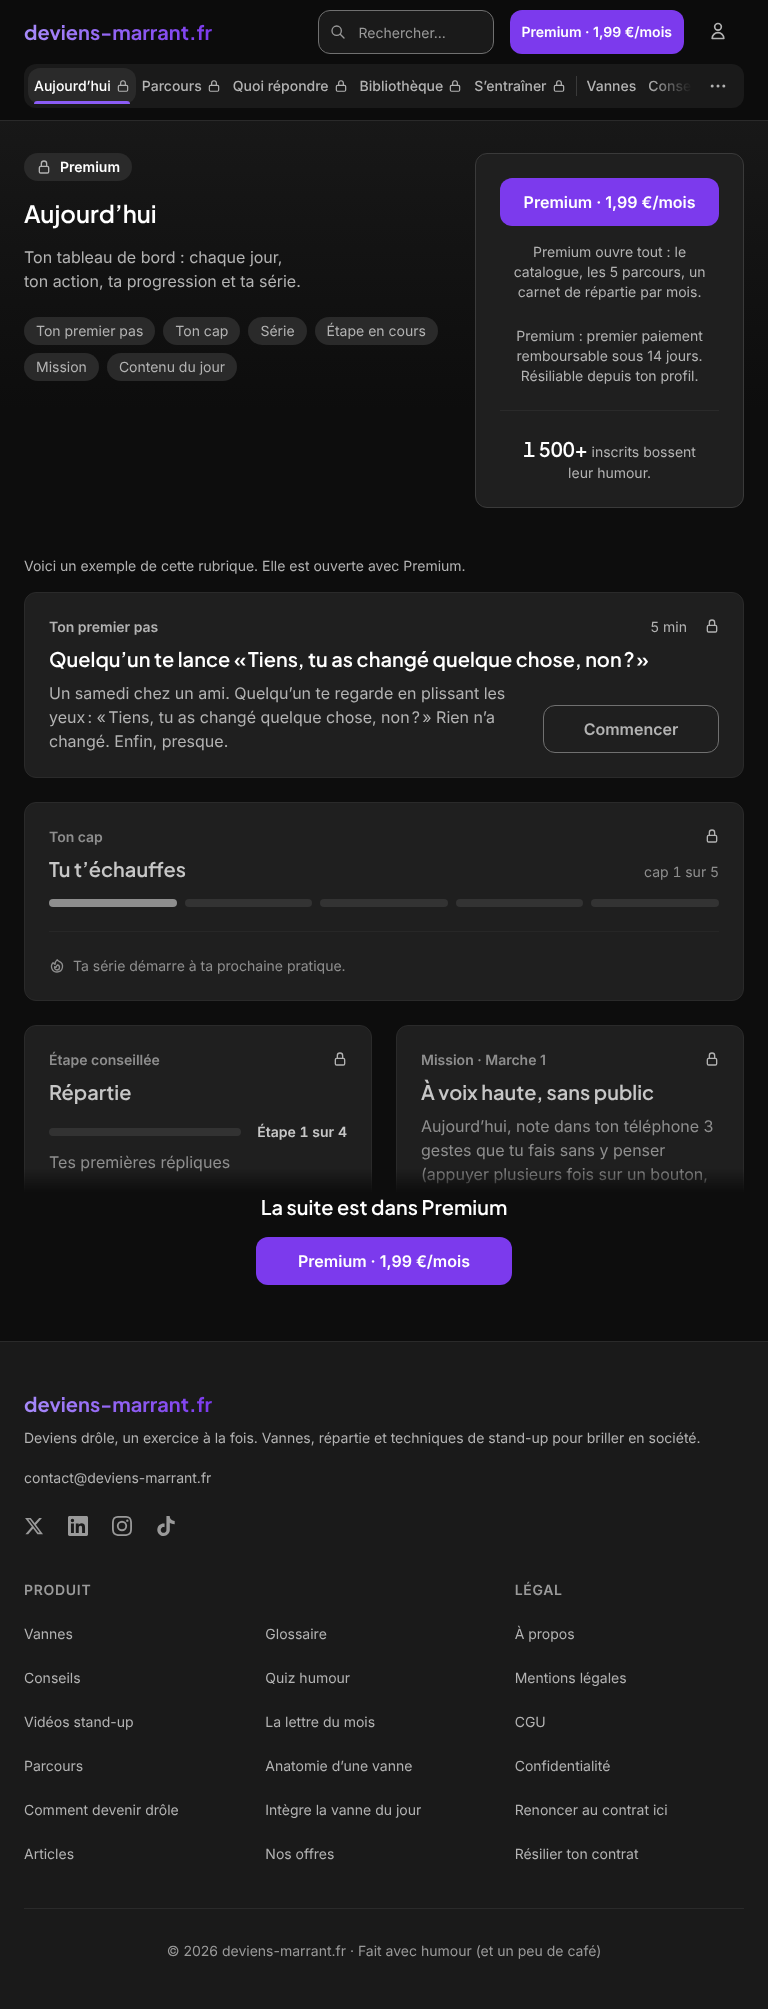 deviens-marrant.fr
Rechercher...
Premium · 1,99 €/mois
Aujourd’hui
Parcours
Quoi répondre
Bibliothèque
S’entraîner
Vannes
Conse
Premium
Aujourd’hui
Ton tableau de bord : chaque jour,
ton action, ta progression et ta série.
Ton premier pas
Ton cap
Série
Étape en cours
Mission
Contenu du jour
Premium · 1,99 €/mois
Premium ouvre tout : le
catalogue, les 5 parcours, un
carnet de répartie par mois.
Premium : premier paiement
remboursable sous 14 jours.
Résiliable depuis ton profil.
1 500+ inscrits bossent
leur humour.
Voici un exemple de cette rubrique. Elle est ouverte avec Premium.
Ton premier pas
5 min
Quelqu’un te lance « Tiens, tu as changé quelque chose, non ? »
Un samedi chez un ami. Quelqu’un te regarde en plissant les
yeux : « Tiens, tu as changé quelque chose, non ? » Rien n’a
changé. Enfin, presque.
Commencer
Ton cap
Tu t’échauffes
cap 1 sur 5
Ta série démarre à ta prochaine pratique.
Étape conseillée
Répartie
Étape 1 sur 4
Tes premières répliques
Mission · Marche 1
À voix haute, sans public
Aujourd’hui, note dans ton téléphone 3
gestes que tu fais sans y penser
(appuyer plusieurs fois sur un bouton,
La suite est dans Premium
Premium · 1,99 €/mois
deviens-marrant.fr
Deviens drôle, un exercice à la fois. Vannes, répartie et techniques de stand-up pour briller en société.
contact@deviens-marrant.fr
PRODUIT
Vannes
Conseils
Vidéos stand-up
Parcours
Comment devenir drôle
Articles
Glossaire
Quiz humour
La lettre du mois
Anatomie d’une vanne
Intègre la vanne du jour
Nos offres
LÉGAL
À propos
Mentions légales
CGU
Confidentialité
Renoncer au contrat ici
Résilier ton contrat
© 2026 deviens-marrant.fr · Fait avec humour (et un peu de café)